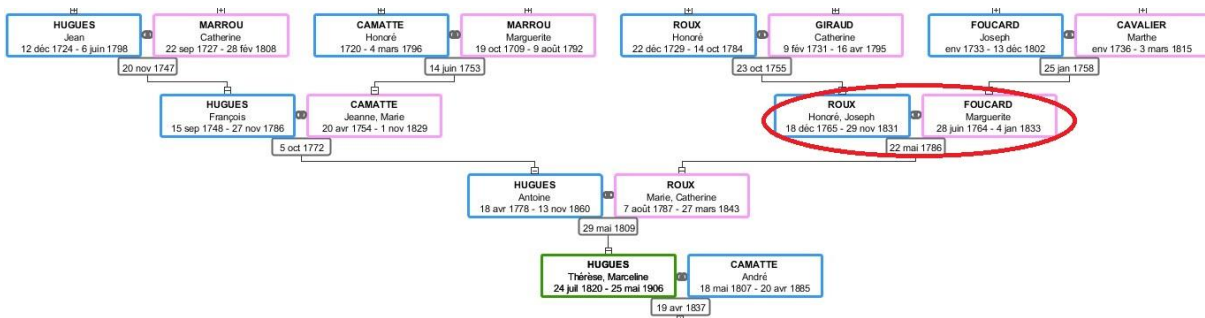 HUGUES
Jean
12 déc 1724 - 6 juin 1798
MARROU
Catherine
22 sep 1727 - 28 fév 1808
20 nov 1747
CAMATTE
Honoré
1720 - 4 mars 1796
MARROU
Marguerite
19 oct 1709 - 9 août 1792
14 juin 1753
ROUX
Honoré
22 déc 1729 - 14 oct 1784
GIRAUD
Catherine
9 fév 1731 - 16 avr 1795
23 oct 1755
FOUCARD
Joseph
env 1733 - 13 déc 1802
CAVALIER
Marthe
env 1736 - 3 mars 1815
25 jan 1758
HUGUES
François
15 sep 1748 - 27 nov 1786
CAMATTE
Jeanne, Marie
20 avr 1754 - 1 nov 1829
5 oct 1772
ROUX
Honoré, Joseph
18 déc 1765 - 29 nov 1831
FOUCARD
Marguerite
28 juin 1764 - 4 jan 1833
22 mai 1786
HUGUES
Antoine
18 avr 1778 - 13 nov 1860
ROUX
Marie, Catherine
7 août 1787 - 27 mars 1843
29 mai 1809
HUGUES
Thérèse, Marceline
24 juil 1820 - 25 mai 1906
CAMATTE
André
18 mai 1807 - 20 avr 1885
19 avr 1837